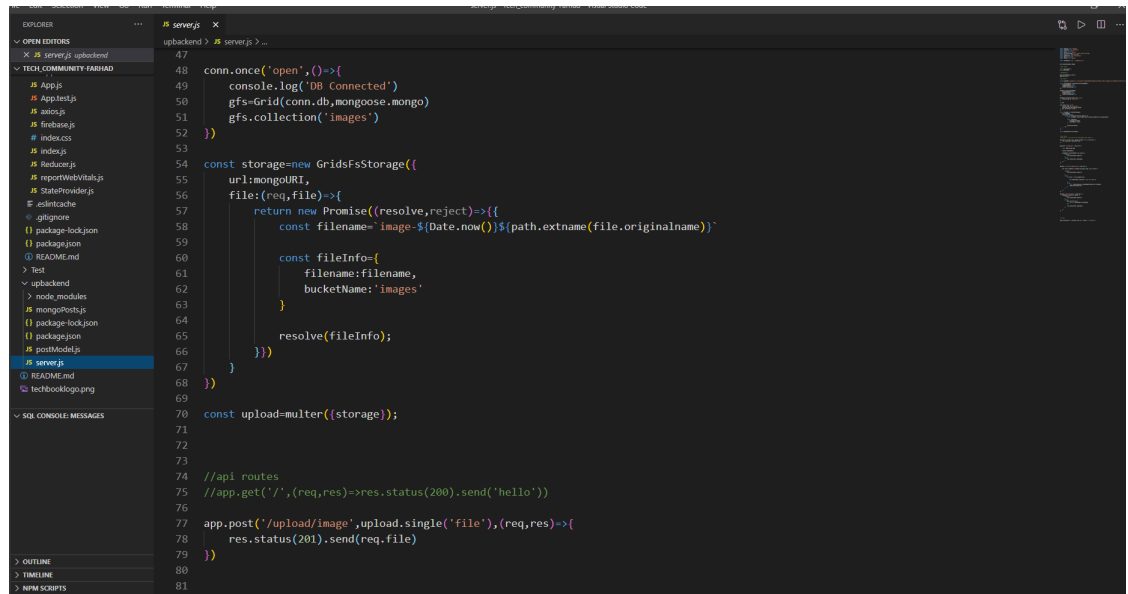 server.js - Tech_community-Farhad - Visual Studio Code
EXPLORER
OPEN EDITORS
JS server.js upbackend
TECH_COMMUNITY-FARHAD
JS App.js
JS App.test.js
JS axios.js
JS firebase.js
# index.css
JS index.js
JS Reducer.js
JS reportWebVitals.js
JS StateProvider.js
.eslintcache
.gitignore
{} package-lock.json
{} package.json
README.md
Test
upbackend
node_modules
JS mongoPosts.js
{} package-lock.json
{} package.json
JS postModel.js
JS server.js
README.md
techbooklogo.png
SQL CONSOLE: MESSAGES
OUTLINE
TIMELINE
NPM SCRIPTS
JS server.js
upbackend > JS server.js > ...
47
48 conn.once('open',()=>{
49 console.log('DB Connected')
50 gfs=Grid(conn.db,mongoose.mongo)
51 gfs.collection('images')
52 })
53
54 const storage=new GridsFsStorage({
55 url:mongoURI,
56 file:(req,file)=>{
57 return new Promise((resolve,reject)=>{{
58 const filename=`image-${Date.now()}${path.extname(file.originalname)}`
59
60 const fileInfo={
61 filename:filename,
62 bucketName:'images'
63 }
64
65 resolve(fileInfo);
66 }})
67 }
68 })
69
70 const upload=multer({storage});
71
72
73
74 //api routes
75 //app.get('/',(req,res)=>res.status(200).send('hello'))
76
77 app.post('/upload/image',upload.single('file'),(req,res)=>{
78 res.status(201).send(req.file)
79 })
80
81